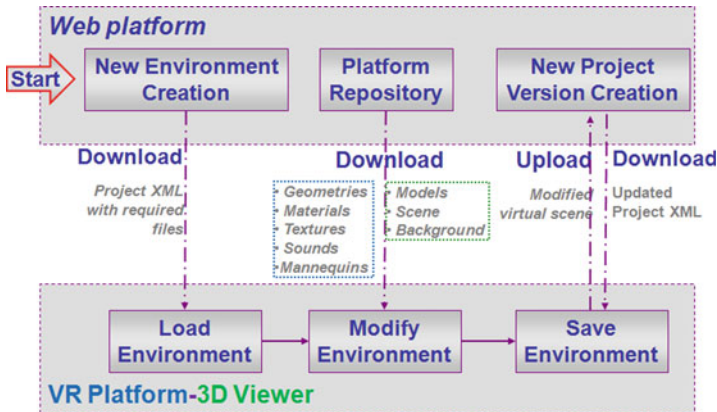 Web platform
Start
New Environment
Creation
Platform
Repository
New Project
Version Creation
Download
Project XML
with required
files
Download
• Geometries
• Materials
• Textures
• Sounds
• Mannequins
• Models
• Scene
• Background
Upload
Modified
virtual scene
Download
Updated
Project XML
Load
Environment
Modify
Environment
Save
Environment
VR Platform-3D Viewer